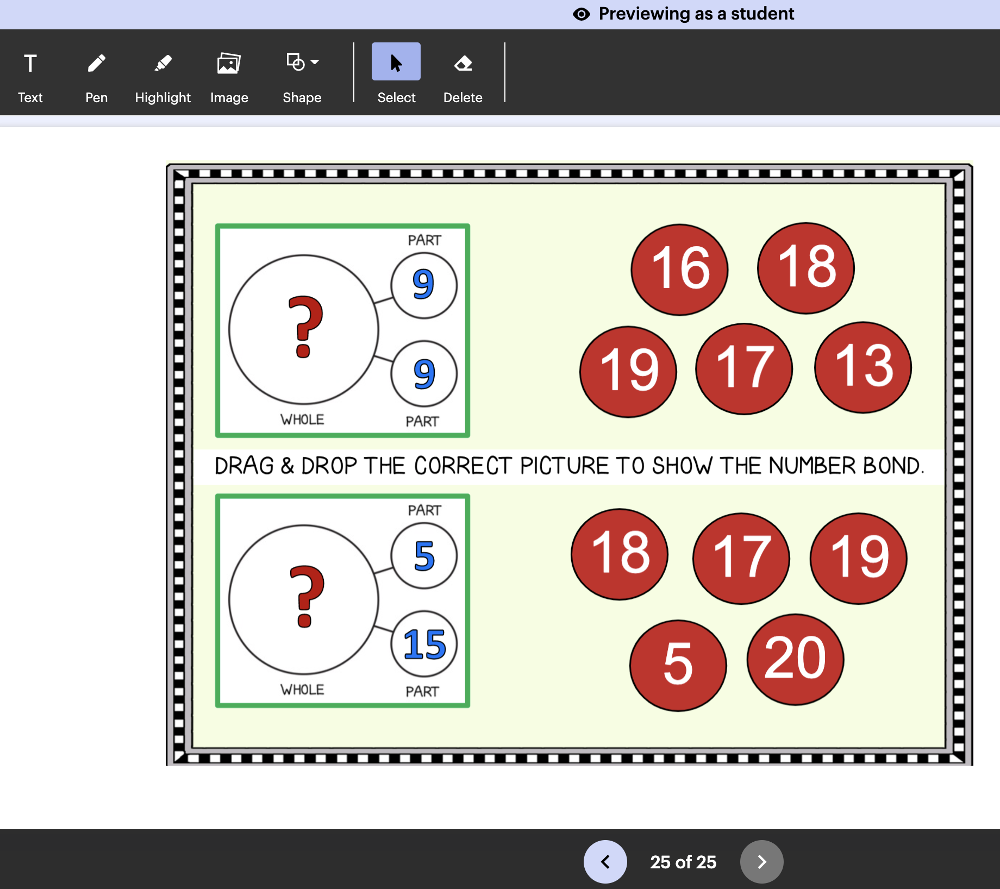 Previewing as a student
T
Text Pen Highlight Image Shape Select Delete
PART
9
?
9
WHOLE
PART
16 18
19 17 13
DRAG & DROP THE CORRECT PICTURE TO SHOW THE NUMBER BOND.
PART
5
?
15
WHOLE
PART
18 17 19
5 20
25 of 25